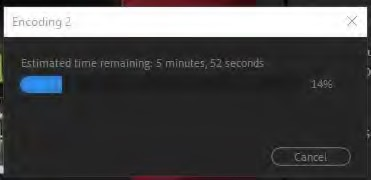 Encoding 2
Estimated time remaining: 5 minutes, 52 seconds
14%
Cancel